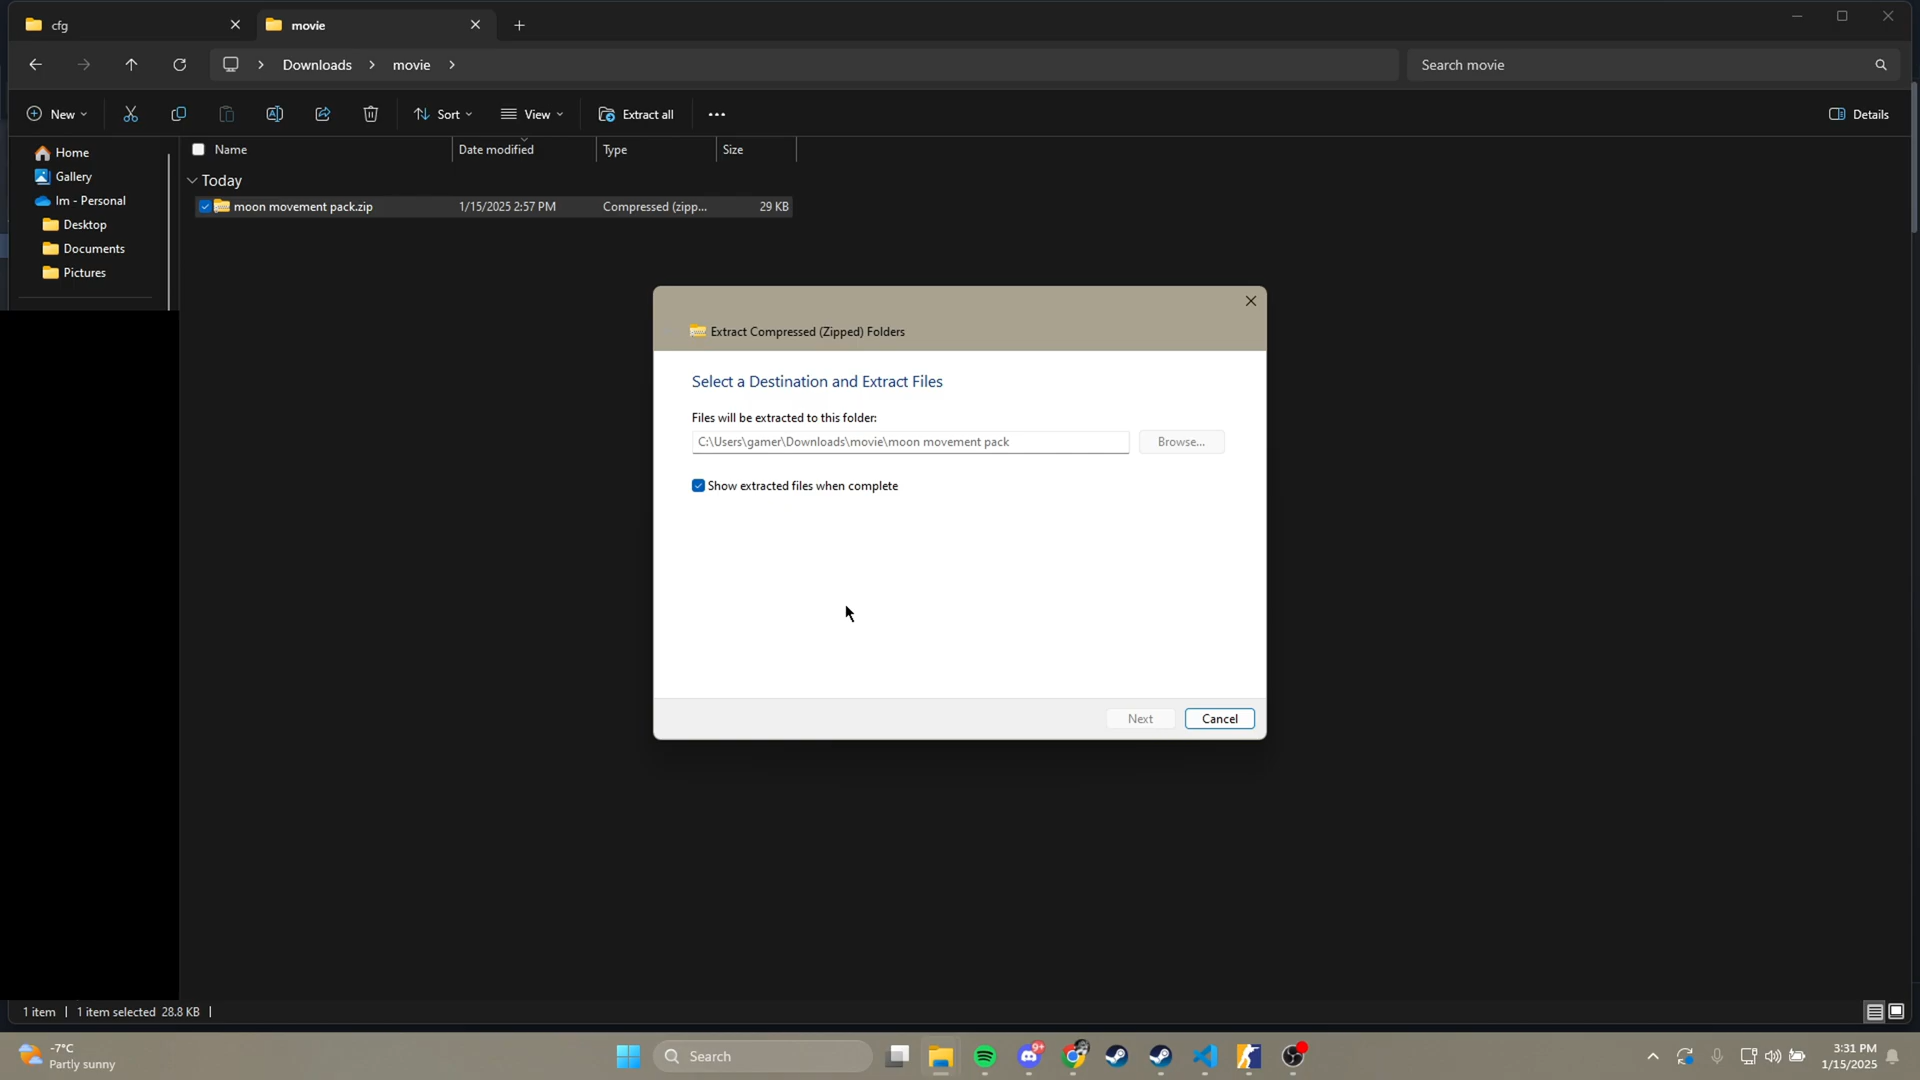 cfg
movie
Downloads
movie
Search movie
New
Sort
View
Extract all
Details
Name
Date modified
Type
Size
Home
Gallery
Im - Personal
Desktop
Documents
Pictures
Today
moon movement pack.zip 1/15/2025 2:57 PM Compressed (zipp... 29 KB
Extract Compressed (Zipped) Folders
Select a Destination and Extract Files
Files will be extracted to this folder:
C:\Users\gamer\Downloads\movie\moon movement pack
Browse...
Show extracted files when complete
Next
Cancel
1 item | 1 item selected 28.8 KB |
-7°C
Partly sunny
Search
9+
3:31 PM
1/15/2025